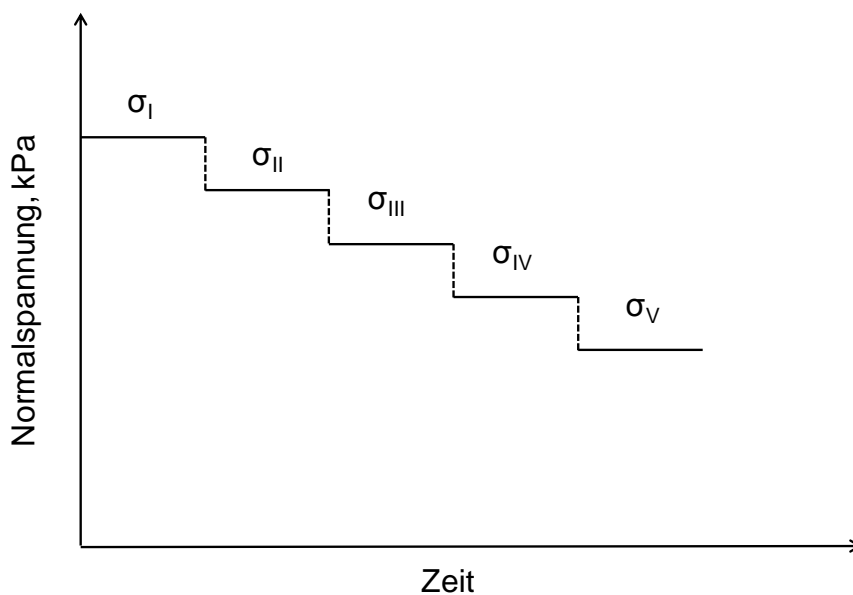 σI
σII
σIII
σIV
σV
Normalspannung, kPa
Zeit